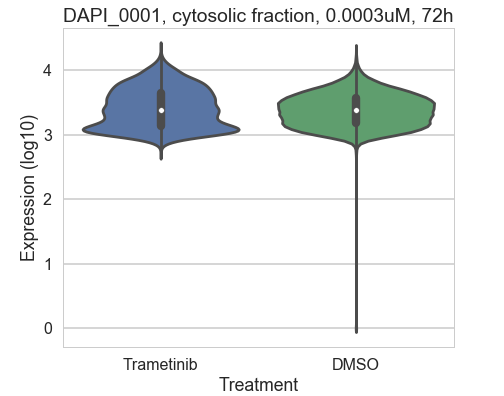 DAPI_0001, cytosolic fraction, 0.0003uM, 72h
4
3
2
1
0
Expression (log10)
Trametinib
DMSO
Treatment